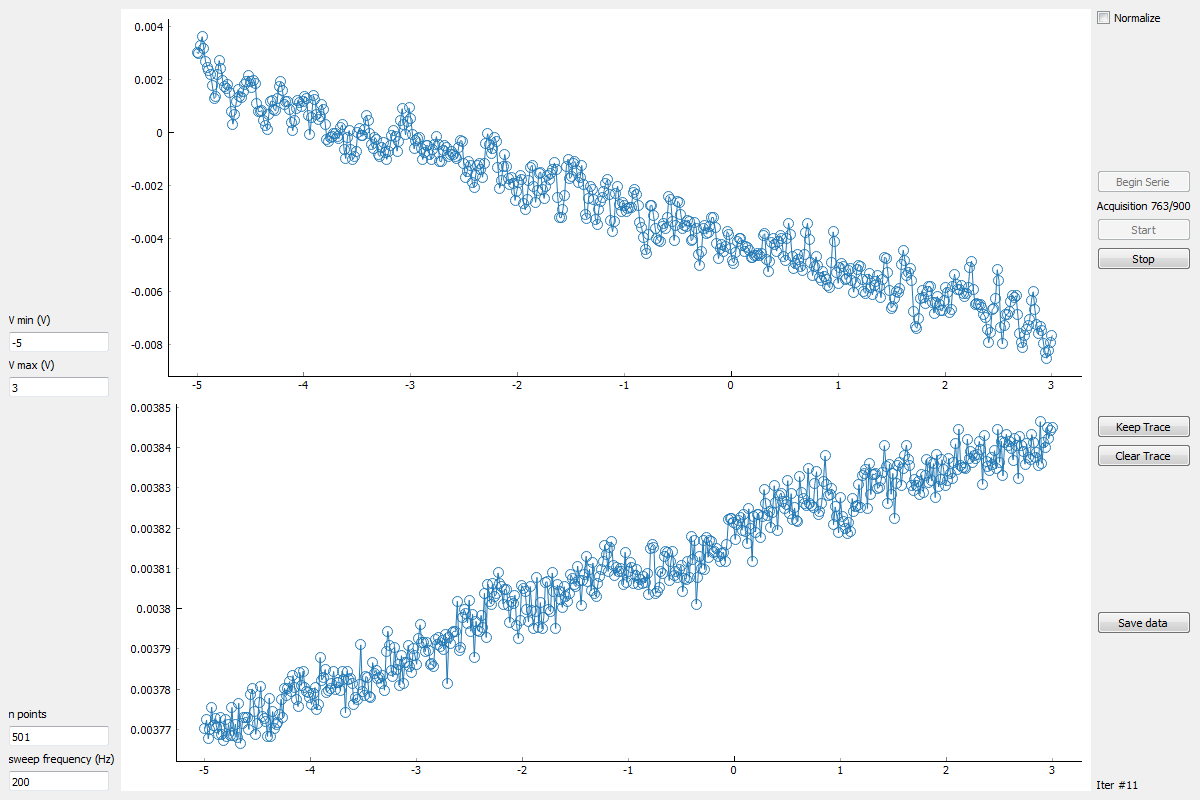 Normalize
0.004
0.002
0
-0.002
-0.004
-0.006
-0.008
-5 -4 -3 -2 -1 0 1 2 3
Begin Serie
Acquisition 763/900
Start
Stop
V min (V)
-5
V max (V)
3
0.00385
0.00384
0.00383
0.00382
0.00381
0.0038
0.00379
0.00378
0.00377
-5 -4 -3 -2 -1 0 1 2 3
Keep Trace
Clear Trace
Save data
n points
501
sweep frequency (Hz)
200
Iter #11